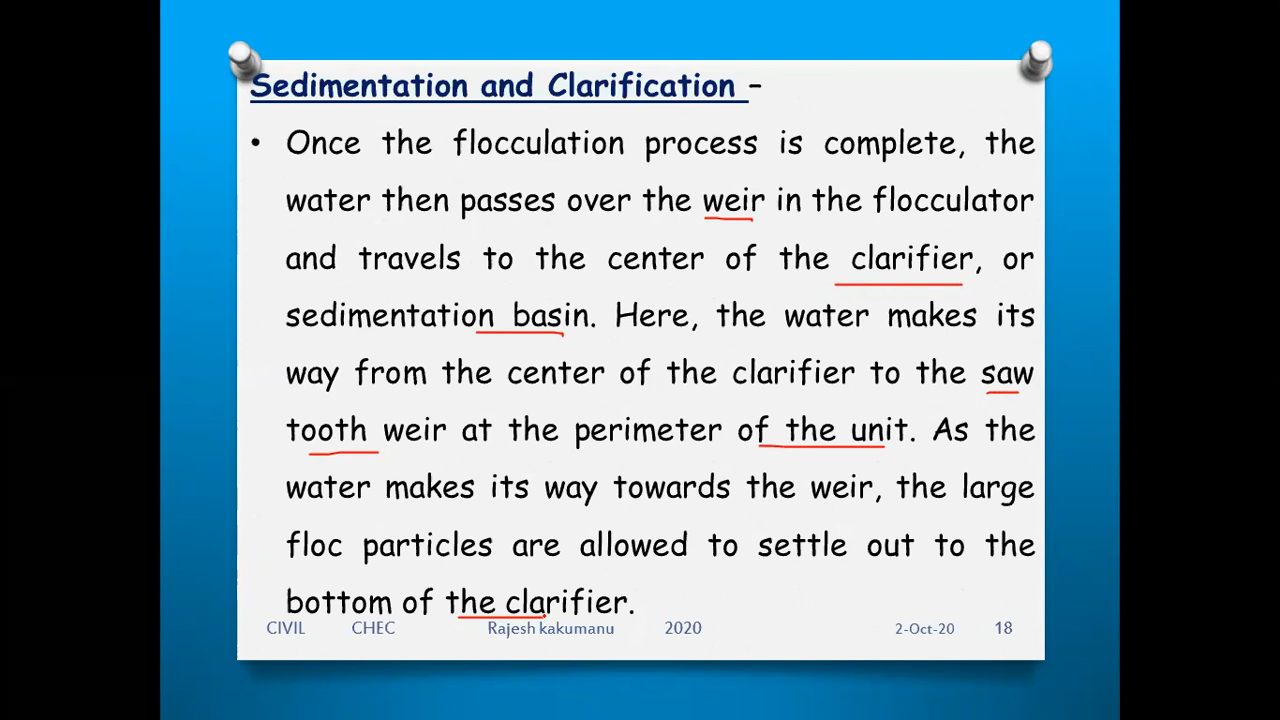 Sedimentation and Clarification –
• Once the flocculation process is complete, the
water then passes over the weir in the flocculator
and travels to the center of the clarifier, or
sedimentation basin. Here, the water makes its
way from the center of the clarifier to the saw
tooth weir at the perimeter of the unit. As the
water makes its way towards the weir, the large
floc particles are allowed to settle out to the
bottom of the clarifier.
CIVIL CHEC Rajesh kakumanu 2020 2-Oct-20 18